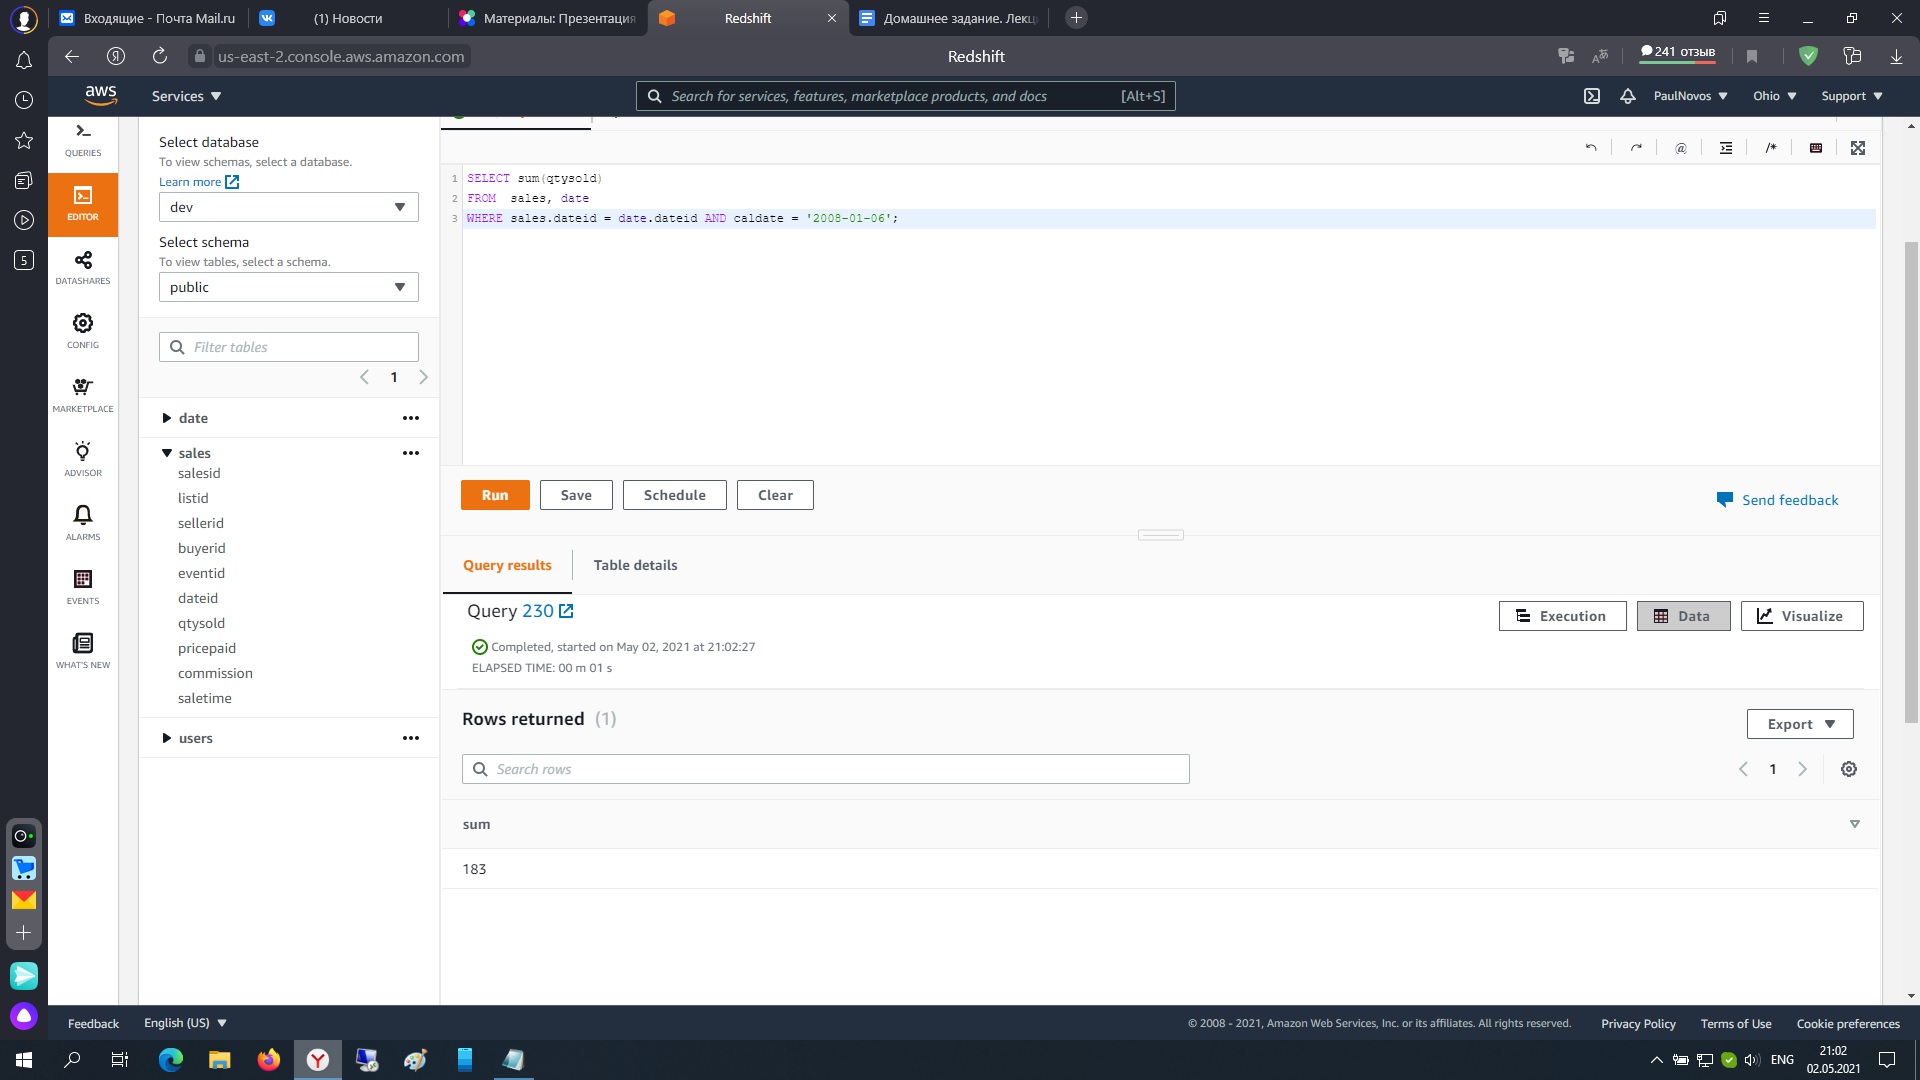 Входящие - Почта Mail.ru
(1) Новости
Материалы: Презентация
Redshift
Домашнее задание. Лекц
us-east-2.console.aws.amazon.com
Redshift
241 отзыв
aws
Services
Search for services, features, marketplace products, and docs
[Alt+S]
PaulNovos
Ohio
Support
QUERIES
EDITOR
DATASHARES
CONFIG
MARKETPLACE
ADVISOR
ALARMS
EVENTS
WHAT'S NEW
5
Select database
To view schemas, select a database.
Learn more
dev
Select schema
To view tables, select a schema.
public
Filter tables
1
date
sales
salesid
listid
sellerid
buyerid
eventid
dateid
qtysold
pricepaid
commission
saletime
users
1 SELECT sum(qtysold)
2 FROM sales, date
3 WHERE sales.dateid = date.dateid AND caldate = '2008-01-06';
Run
Save
Schedule
Clear
Send feedback
Query results
Table details
Query 230
Execution
Data
Visualize
Completed, started on May 02, 2021 at 21:02:27
ELAPSED TIME: 00 m 01 s
Rows returned (1)
Export
Search rows
1
sum
183
Feedback
English (US)
© 2008 - 2021, Amazon Web Services, Inc. or its affiliates. All rights reserved.
Privacy Policy
Terms of Use
Cookie preferences
ENG
21:02
02.05.2021